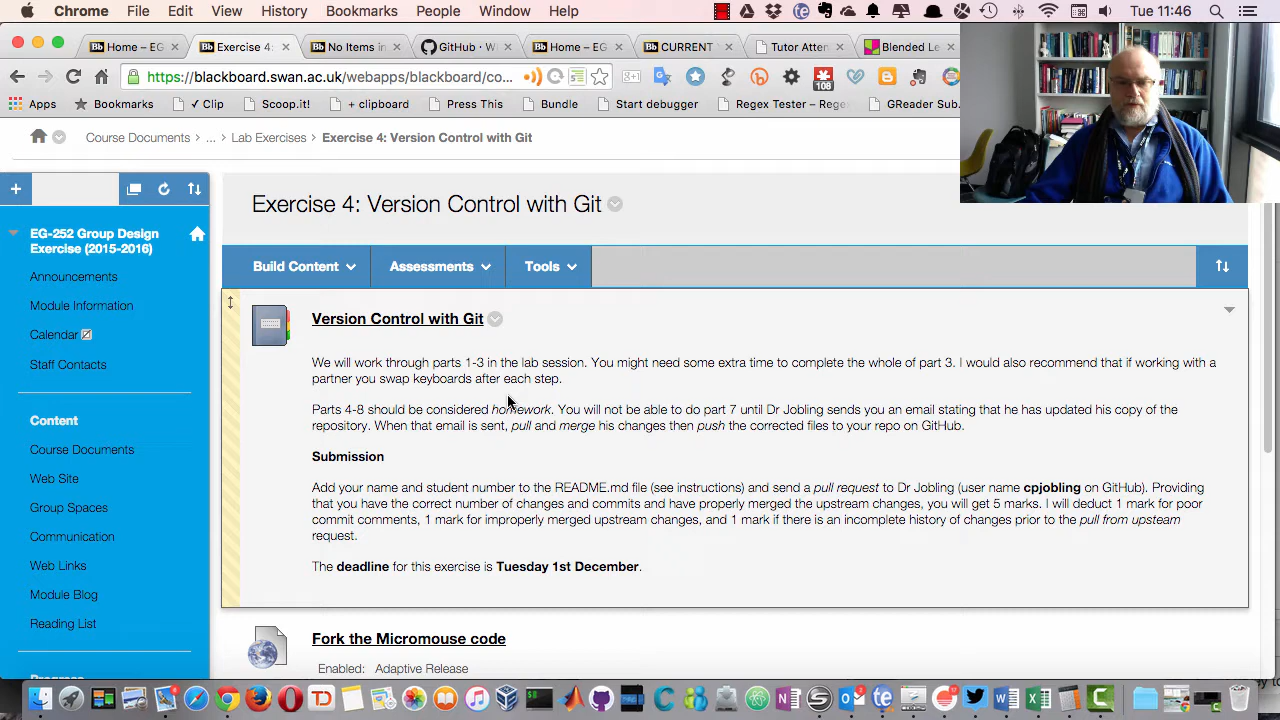 Chrome File Edit View History Bookmarks People Window Help Tue 11:46
Home – EG Exercise 4: No Items in GitHub · W Home – EG CURRENT Tutor Atten Blended Le
https://blackboard.swan.ac.uk/webapps/blackboard/co...
108
Apps Bookmarks ✓ Clip Scoop.it! + clipboard Press This Bundle Start debugger Regex Tester – Rege GReader Sub
Course Documents > ... > Lab Exercises > Exercise 4: Version Control with Git
Exercise 4: Version Control with Git
EG-252 Group Design
Exercise (2015-2016)
Announcements
Module Information
Calendar
Staff Contacts
Content
Course Documents
Web Site
Group Spaces
Communication
Web Links
Module Blog
Reading List
Build Content Assessments Tools
Version Control with Git
We will work through parts 1-3 in the lab session. You might need some extra time to complete the whole of part 3. I would also recommend that if working with a
partner you swap keyboards after each step.
Parts 4-8 should be considered homework. You will not be able to do part 7 until Dr Jobling sends you an email stating that he has updated his copy of the
repository. When that email is sent, pull and merge his changes then push the corrected files to your repo on GitHub.
Submission
Add your name and student number to the README.md file (see instructions) and send a pull request to Dr Jobling (user name cpjobling on GitHub). Providing
that you have the correct number of changes and commits and have properly merged the upstream changes, you will get 5 marks. I will deduct 1 mark for poor
commit comments, 1 mark for improperly merged upstream changes, and 1 mark if there is an incomplete history of changes prior to the pull from upsteam
request.
The deadline for this exercise is Tuesday 1st December.
Fork the Micromouse code
Enabled: Adaptive Release